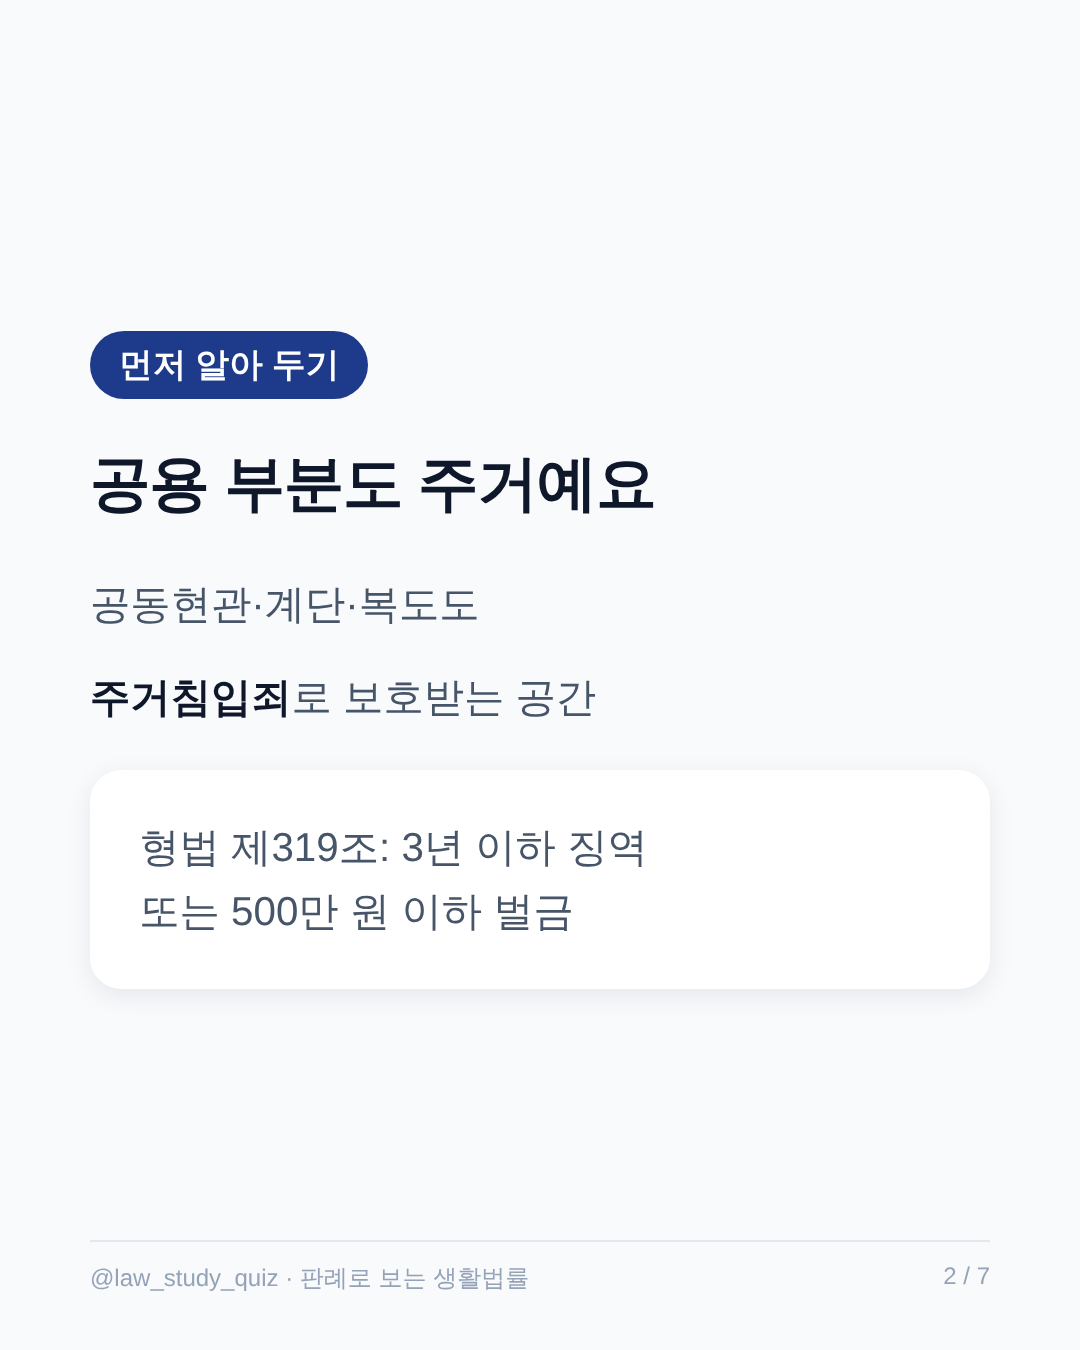 먼저 알아 두기
공용 부분도 주거예요
공동현관·계단·복도도
주거침입죄로 보호받는 공간
형법 제319조: 3년 이하 징역
또는 500만 원 이하 벌금
@law_study_quiz · 판례로 보는 생활법률
2 / 7